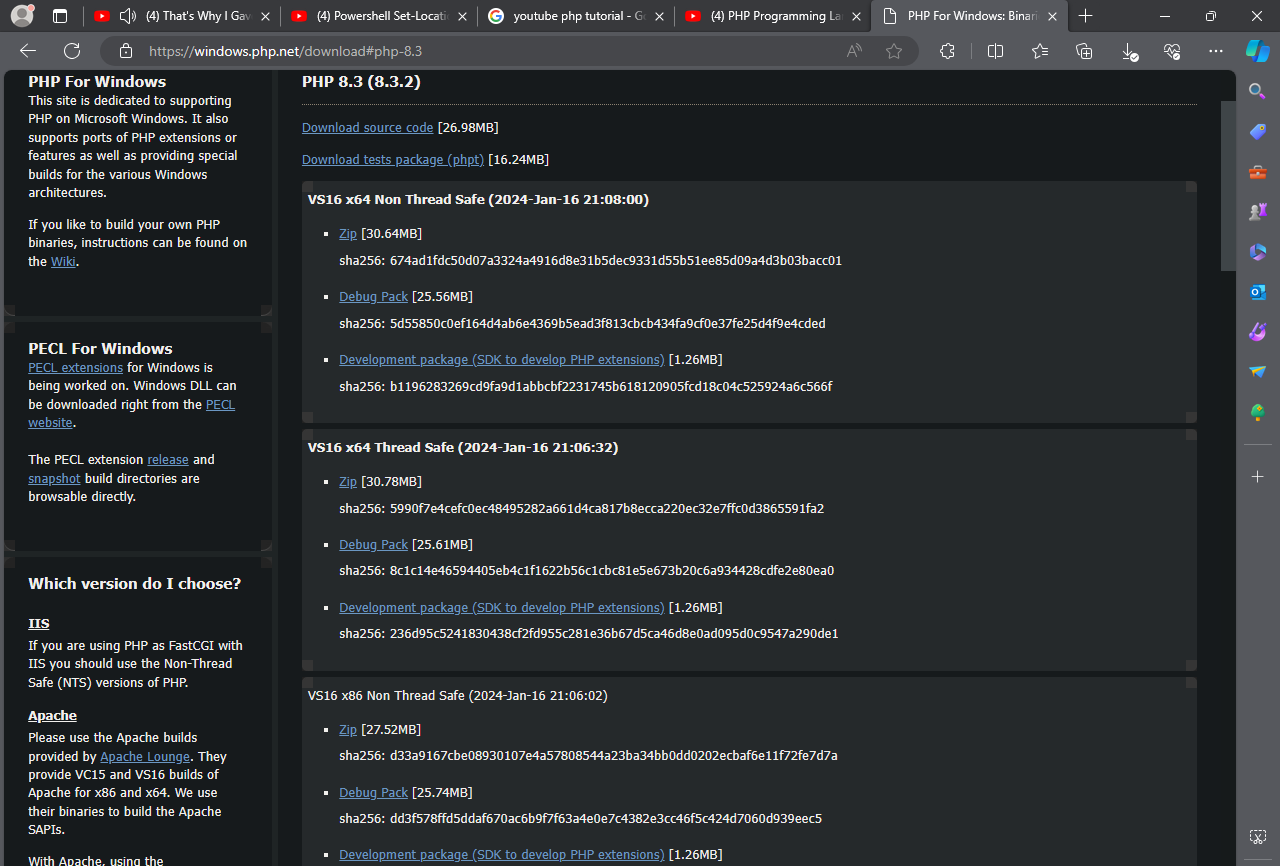 (4) That's Why I Gav
(4) Powershell Set-Locati
youtube php tutorial - Go
(4) PHP Programming La
PHP For Windows: Binari
https://windows.php.net/download#php-8.3
PHP For Windows
This site is dedicated to supporting
PHP on Microsoft Windows. It also
supports ports of PHP extensions or
features as well as providing special
builds for the various Windows
architectures.
If you like to build your own PHP
binaries, instructions can be found on
the Wiki.
PECL For Windows
PECL extensions for Windows is
being worked on. Windows DLL can
be downloaded right from the PECL
website.
The PECL extension release and
snapshot build directories are
browsable directly.
Which version do I choose?
IIS
If you are using PHP as FastCGI with
IIS you should use the Non-Thread
Safe (NTS) versions of PHP.
Apache
Please use the Apache builds
provided by Apache Lounge. They
provide VC15 and VS16 builds of
Apache for x86 and x64. We use
their binaries to build the Apache
SAPIs.
With Apache, using the
PHP 8.3 (8.3.2)
Download source code [26.98MB]
Download tests package (phpt) [16.24MB]
VS16 x64 Non Thread Safe (2024-Jan-16 21:08:00)
Zip [30.64MB]
sha256: 674ad1fdc50d07a3324a4916d8e31b5dec9331d55b51ee85d09a4d3b03bacc01
Debug Pack [25.56MB]
sha256: 5d55850c0ef164d4ab6e4369b5ead3f813cbcb434fa9cf0e37fe25d4f9e4cded
Development package (SDK to develop PHP extensions) [1.26MB]
sha256: b1196283269cd9fa9d1abbcbf2231745b618120905fcd18c04c525924a6c566f
VS16 x64 Thread Safe (2024-Jan-16 21:06:32)
Zip [30.78MB]
sha256: 5990f7e4cefc0ec48495282a661d4ca817b8ecca220ec32e7ffc0d3865591fa2
Debug Pack [25.61MB]
sha256: 8c1c14e46594405eb4c1f1622b56c1cbc81e5e673b20c6a934428cdfe2e80ea0
Development package (SDK to develop PHP extensions) [1.26MB]
sha256: 236d95c5241830438cf2fd955c281e36b67d5ca46d8e0ad095d0c9547a290de1
VS16 x86 Non Thread Safe (2024-Jan-16 21:06:02)
Zip [27.52MB]
sha256: d33a9167cbe08930107e4a57808544a23ba34bb0dd0202ecbaf6e11f72fe7d7a
Debug Pack [25.74MB]
sha256: dd3f578ffd5ddaf670ac6b9f7f63a4e0e7c4382e3cc46f5c424d7060d939eec5
Development package (SDK to develop PHP extensions) [1.26MB]